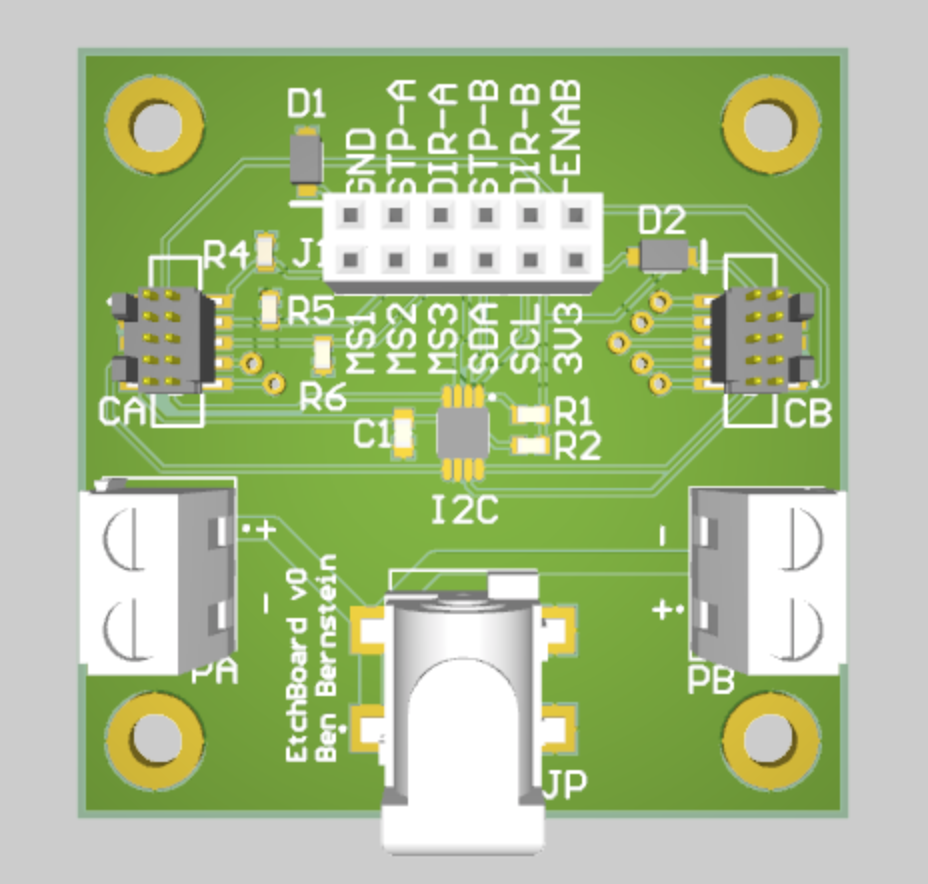 D1
GND
STP-A
DIR-A
STP-B
DIR-B
-ENAB
D2
R4
J1
R5
MS1
MS2
MS3
SDA
SCL
3V3
R6
CA
CB
C1
R1
R2
I2C
+
-
-
+
EtchBoard v0
Ben Bernstein
PA
PB
JP